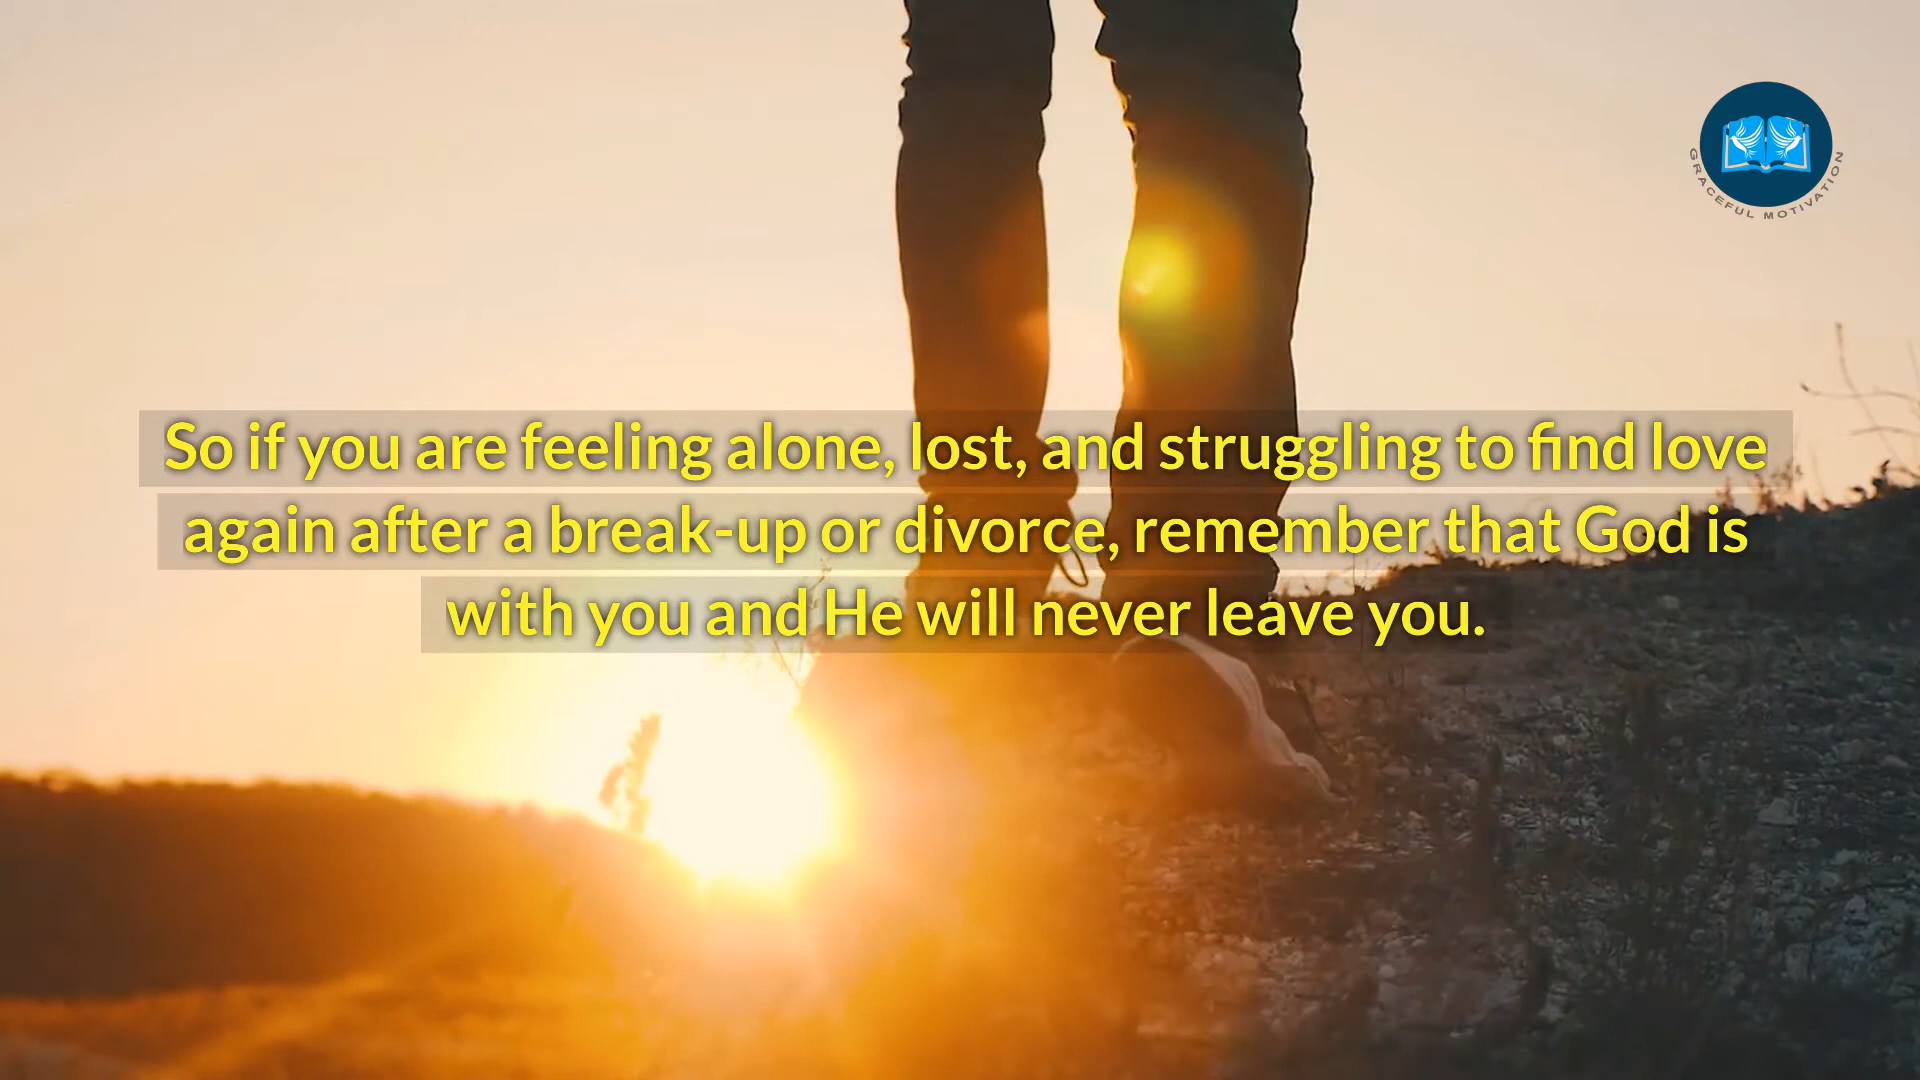 GRACEFUL MOTIVATION
So if you are feeling alone, lost, and struggling to find love
again after a break-up or divorce, remember that God is
with you and He will never leave you.